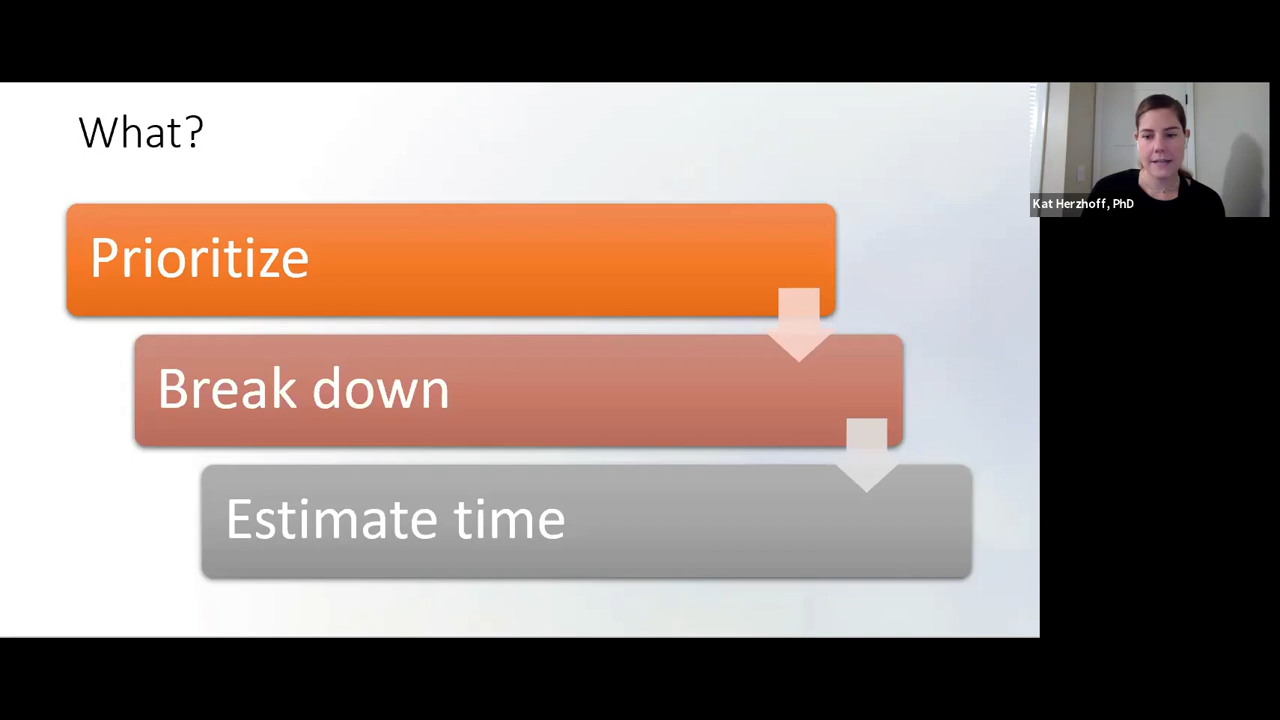 What?
Prioritize
Break down
Estimate time
Kat Herzhoff, PhD